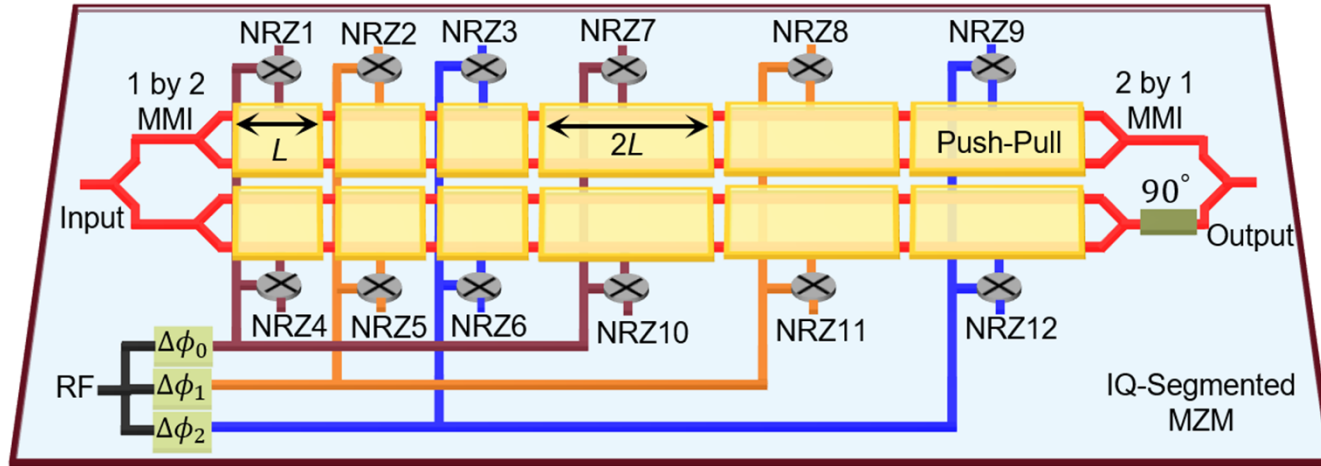 NRZ1 NRZ2 NRZ3 NRZ7 NRZ8 NRZ9
1 by 2
MMI
2 by 1
MMI
L
2L
Push-Pull
90°
Input
Output
NRZ4 NRZ5 NRZ6 NRZ10 NRZ11 NRZ12
RF
Δϕ₀
Δϕ₁
Δϕ₂
IQ-Segmented
MZM